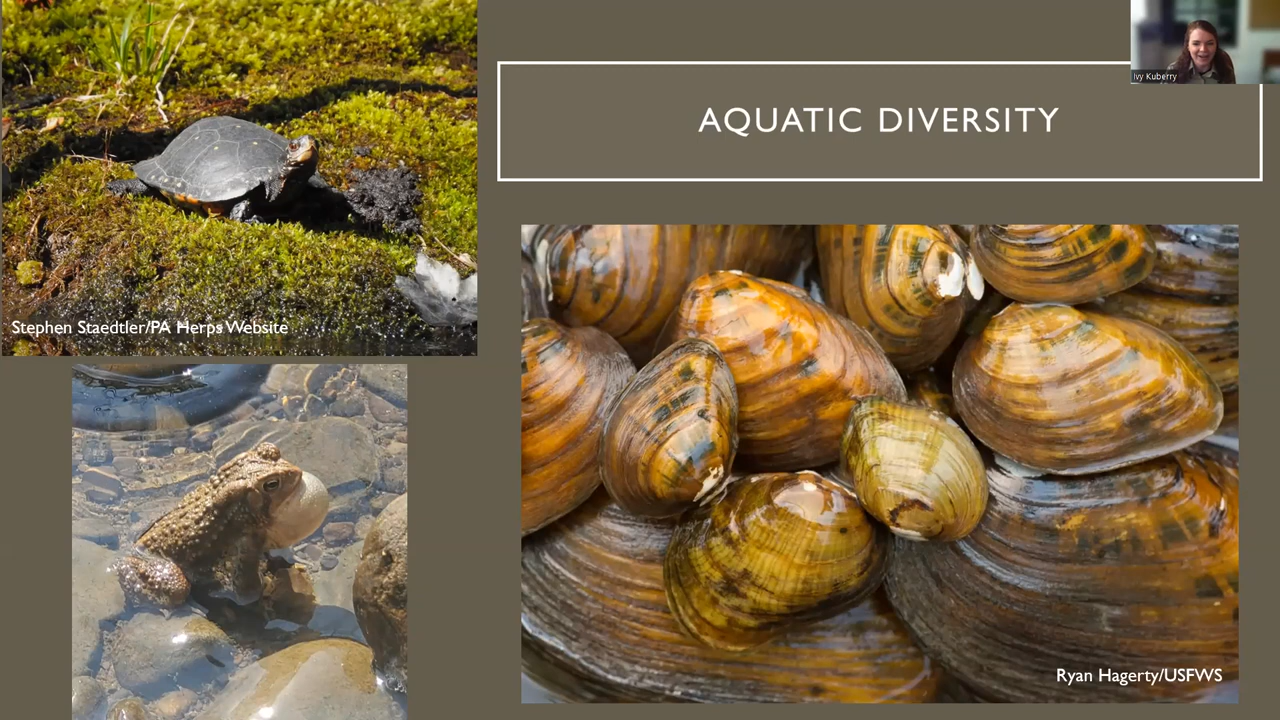 Ivy Kuberry
AQUATIC DIVERSITY
Stephen Staedtler/PA Herps Website
Ryan Hagerty/USFWS